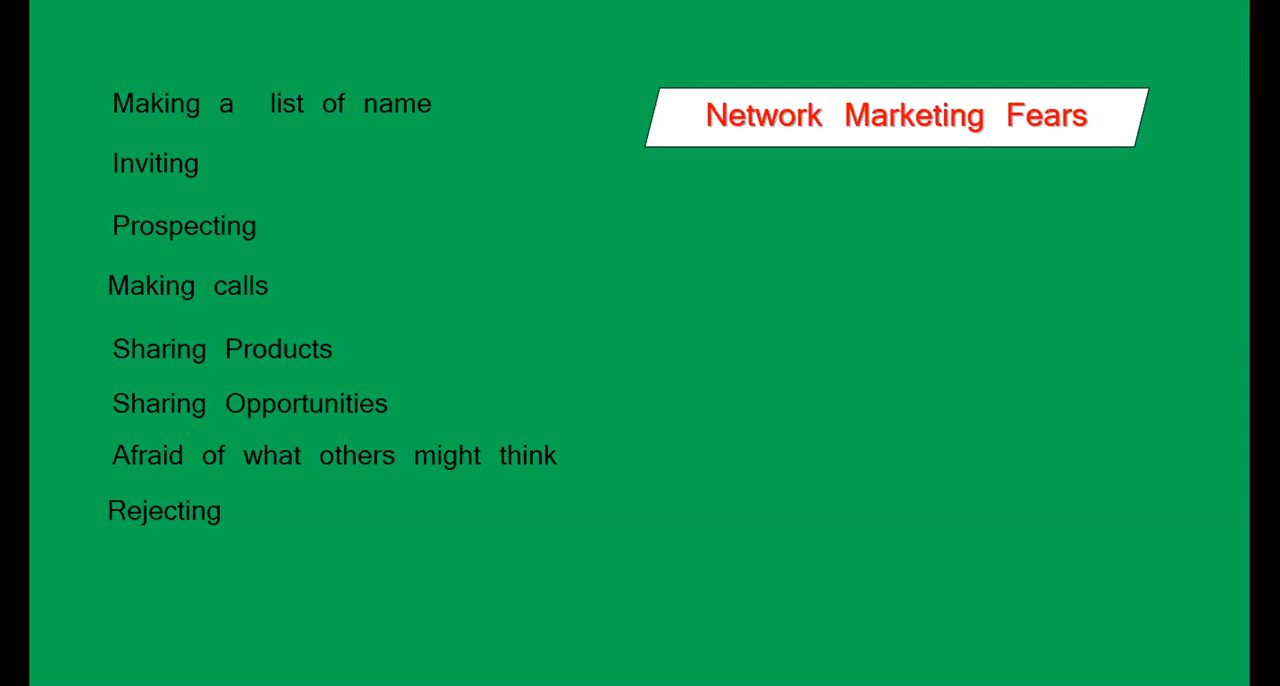 Making a list of name
Network Marketing Fears
Inviting
Prospecting
Making calls
Sharing Products
Sharing Opportunities
Afraid of what others might think
Rejecting